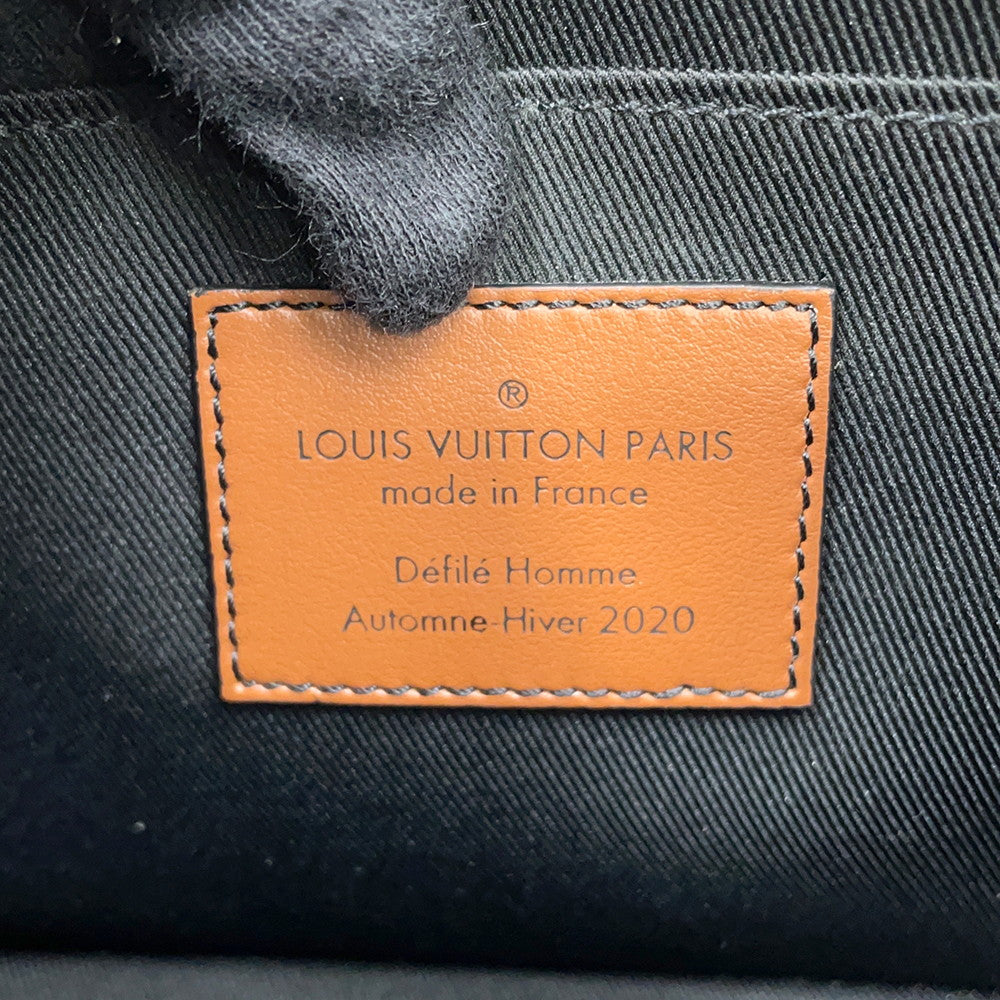 ®
LOUIS VUITTON PARIS
made in France
Défilé Homme
Automne-Hiver 2020